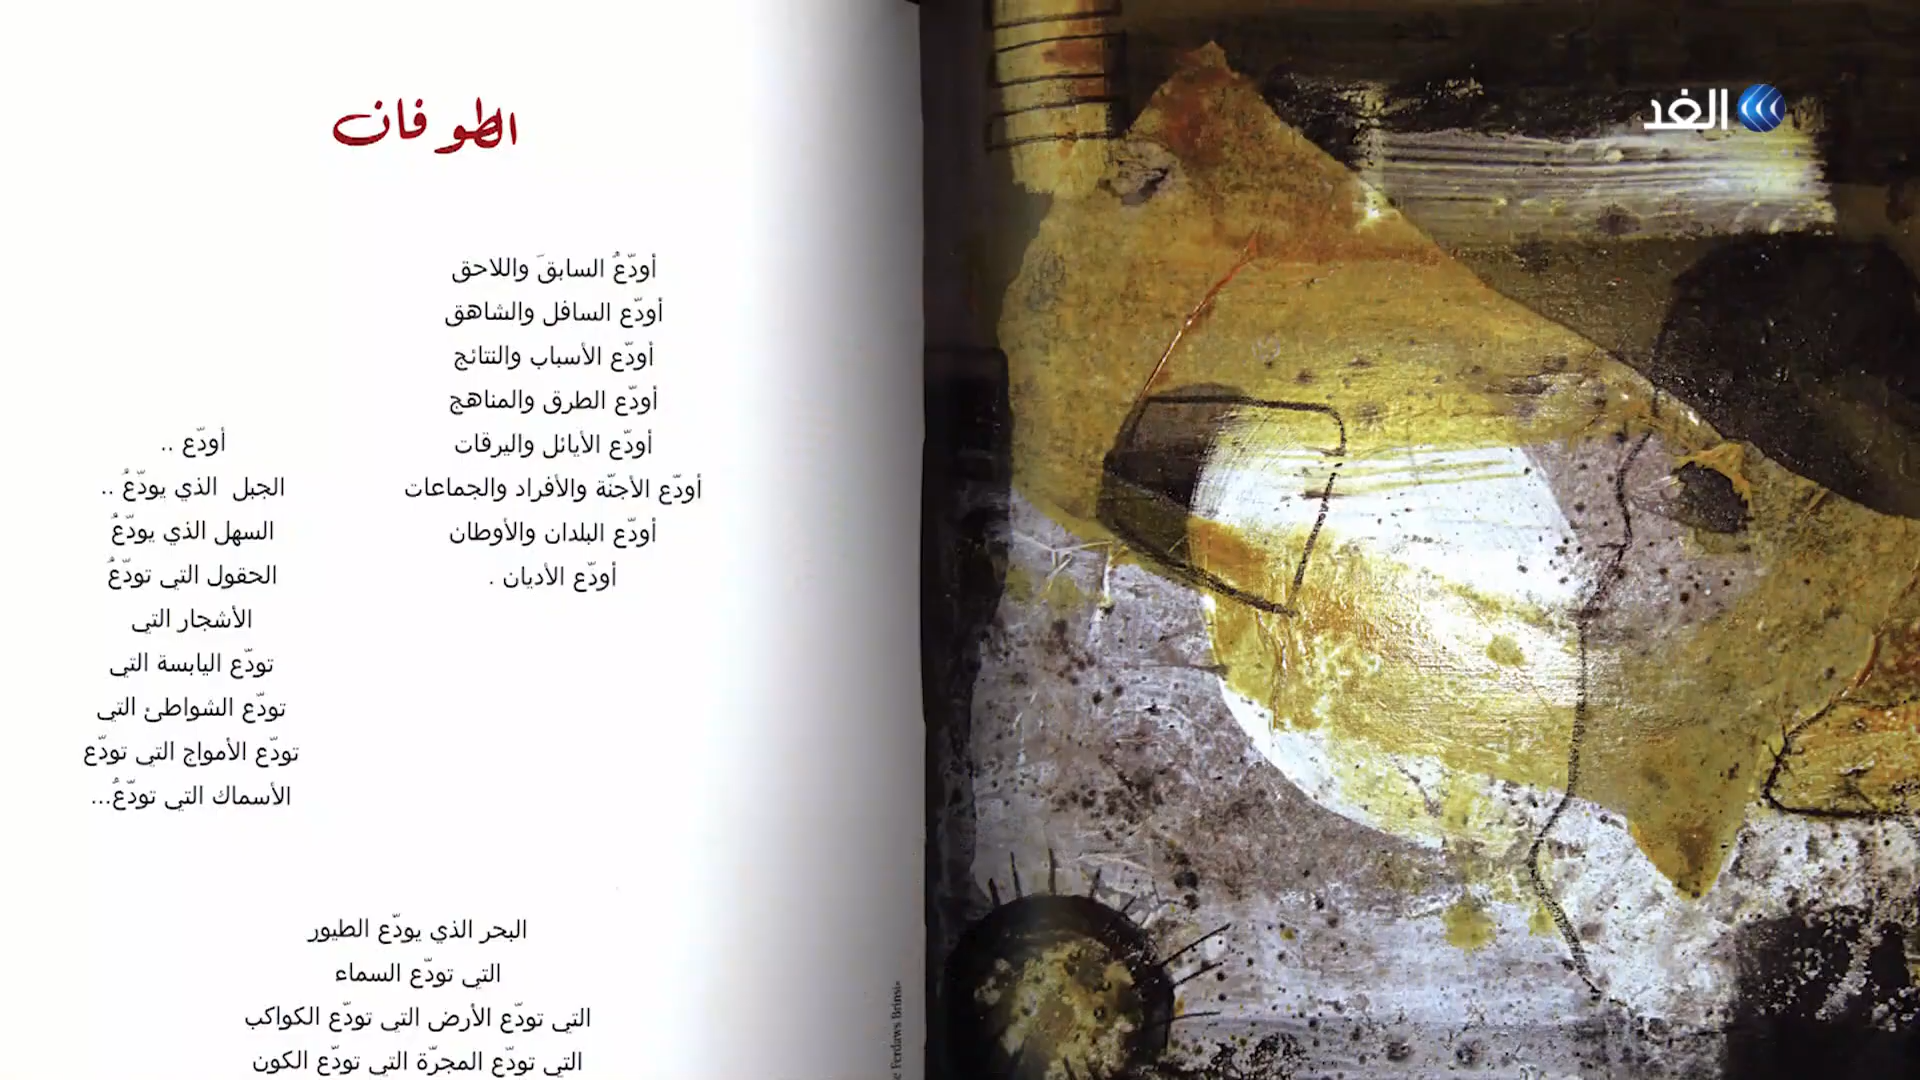 الطوفان
الغد
أودّعُ السابقَ واللاحق
أودّع السافل والشاهق
أودّع الأسباب والنتائج
أودّع الطرق والمناهج
أودّع الأيائل واليرقات
أودّع الأجنّة والأفراد والجماعات
أودّع البلدان والأوطان
أودّع الأديان .
أودّع ..
الجبل الذي يودّعُ ..
السهل الذي يودّعُ
الحقول التي تودّعُ
الأشجار التي
تودّع اليابسة التي
تودّع الشواطئ التي
تودّع الأمواج التي تودّع
الأسماك التي تودّعُ...
البحر الذي يودّع الطيور
التي تودّع السماء
التي تودّع الأرض التي تودّع الكواكب
التي تودّع المجرّة التي تودّع الكون
e Ferdaws Brinsi»